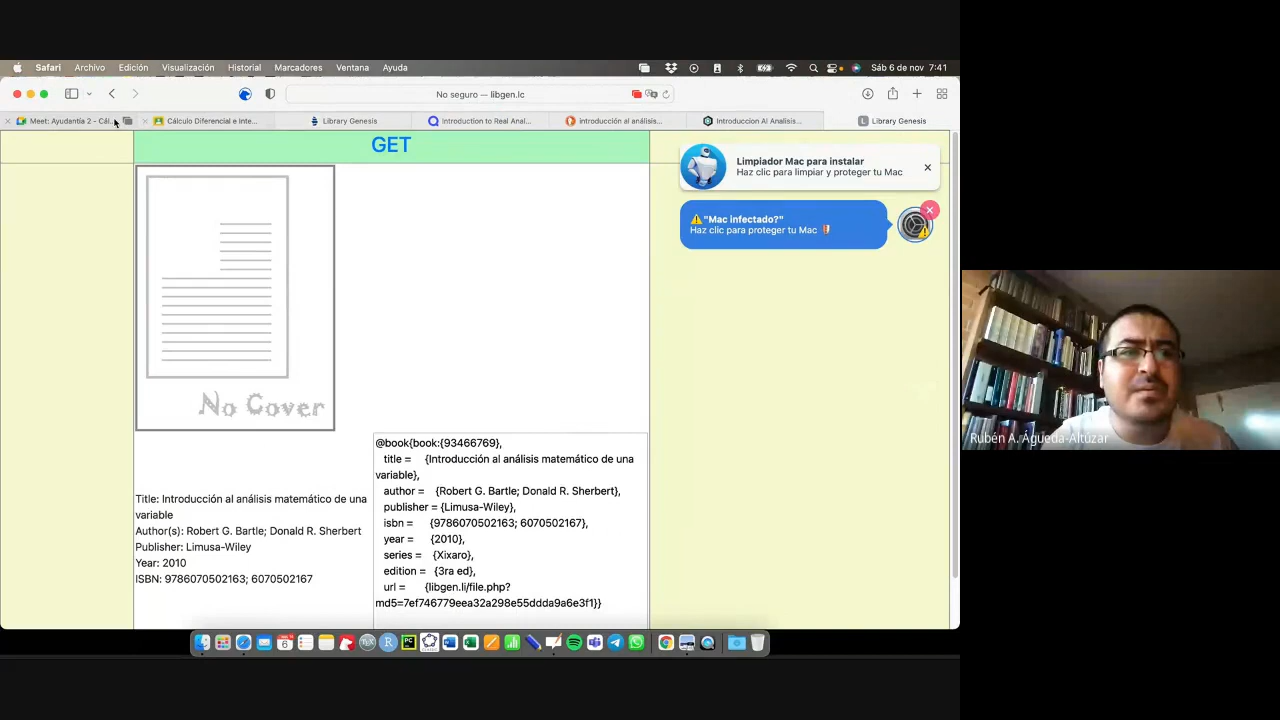 Safari Archivo Edición Visualización Historial Marcadores Ventana Ayuda Sáb 6 de nov 7:41
No seguro — libgen.lc
Meet: Ayudantía 2 - Cál... Cálculo Diferencial e Inte... Library Genesis Introduction to Real Anal... introducción al análisis... Introduccion Al Analisis... Library Genesis
GET
Limpiador Mac para instalar
Haz clic para limpiar y proteger tu Mac
⚠️"Mac infectado?"
Haz clic para proteger tu Mac
No Cover
Title: Introducción al análisis matemático de una
variable
Author(s): Robert G. Bartle; Donald R. Sherbert
Publisher: Limusa-Wiley
Year: 2010
ISBN: 9786070502163; 6070502167
@book{book:{93466769},
title = {Introducción al análisis matemático de una
variable},
author = {Robert G. Bartle; Donald R. Sherbert},
publisher = {Limusa-Wiley},
isbn = {9786070502163; 6070502167},
year = {2010},
series = {Xixaro},
edition = {3ra ed},
url = {libgen.li/file.php?
md5=7ef746779eea32a298e55ddda9a6e3f1}}
Rubén A. Águeda-Altúzar